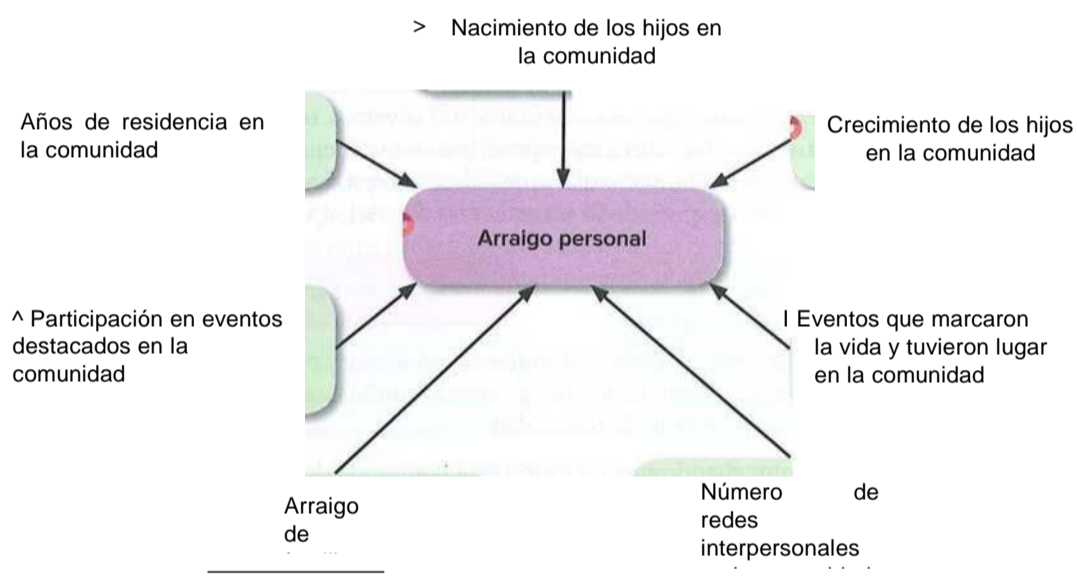 > Nacimiento de los hijos en
la comunidad
Años de residencia en
la comunidad
Crecimiento de los hijos
en la comunidad
Arraigo personal
^ Participación en eventos
destacados en la
comunidad
I Eventos que marcaron
la vida y tuvieron lugar
en la comunidad
Arraigo
de
Número de
redes
interpersonales